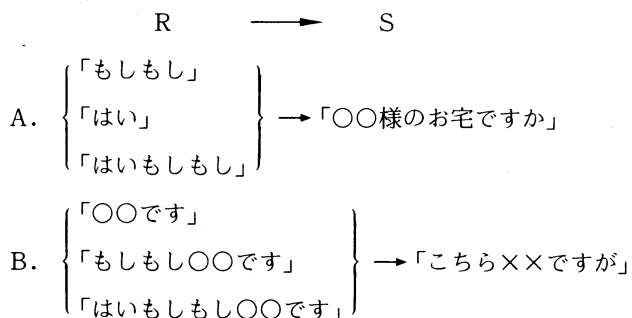 R → S
「もしもし」
A. 「はい」 → 「○○様のお宅ですか」
「はいもしもし」
「○○です」
B. 「もしもし○○です」 → 「こちら××ですが」
「はいもしもし○○です」